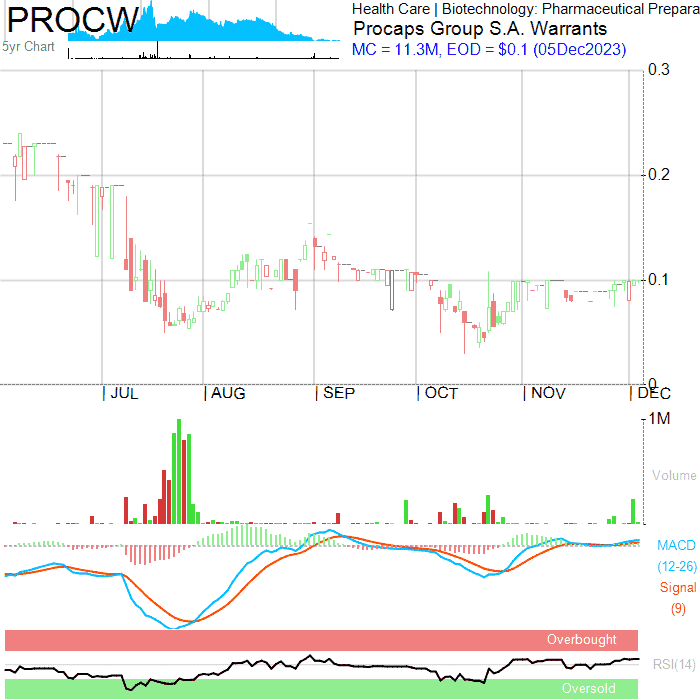 PROCW
5yr Chart
Health Care | Biotechnology: Pharmaceutical Prepara
Procaps Group S.A. Warrants
MC = 11.3M, EOD = $0.1 (05Dec2023)
0.3
0.2
0.1
0
| JUL | AUG | SEP | OCT | NOV | DEC
1M
Volume
MACD
(12-26)
Signal
(9)
Overbought
RSI(14)
Oversold